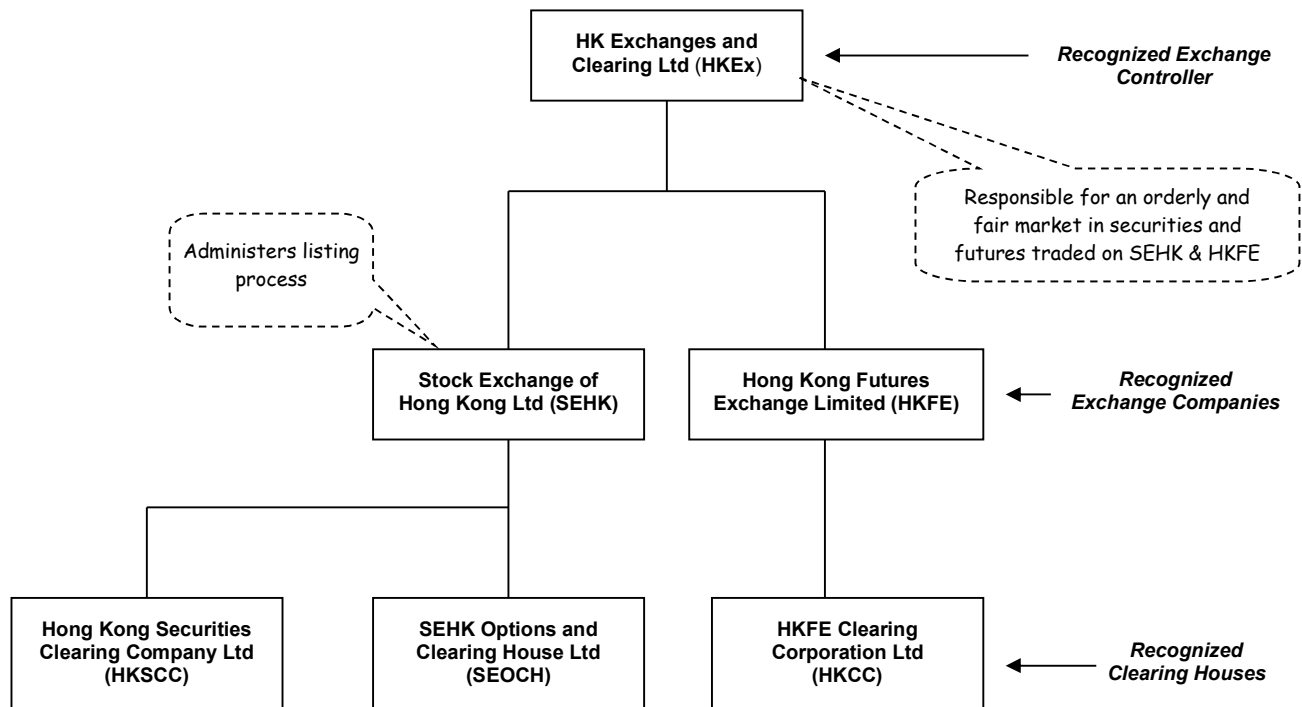 HK Exchanges and
Clearing Ltd (HKEx)
Recognized Exchange
Controller
Responsible for an orderly and
fair market in securities and
futures traded on SEHK & HKFE
Administers listing
process
Stock Exchange of
Hong Kong Ltd (SEHK)
Hong Kong Futures
Exchange Limited (HKFE)
Recognized
Exchange Companies
Hong Kong Securities
Clearing Company Ltd
(HKSCC)
SEHK Options and
Clearing House Ltd
(SEOCH)
HKFE Clearing
Corporation Ltd
(HKCC)
Recognized
Clearing Houses